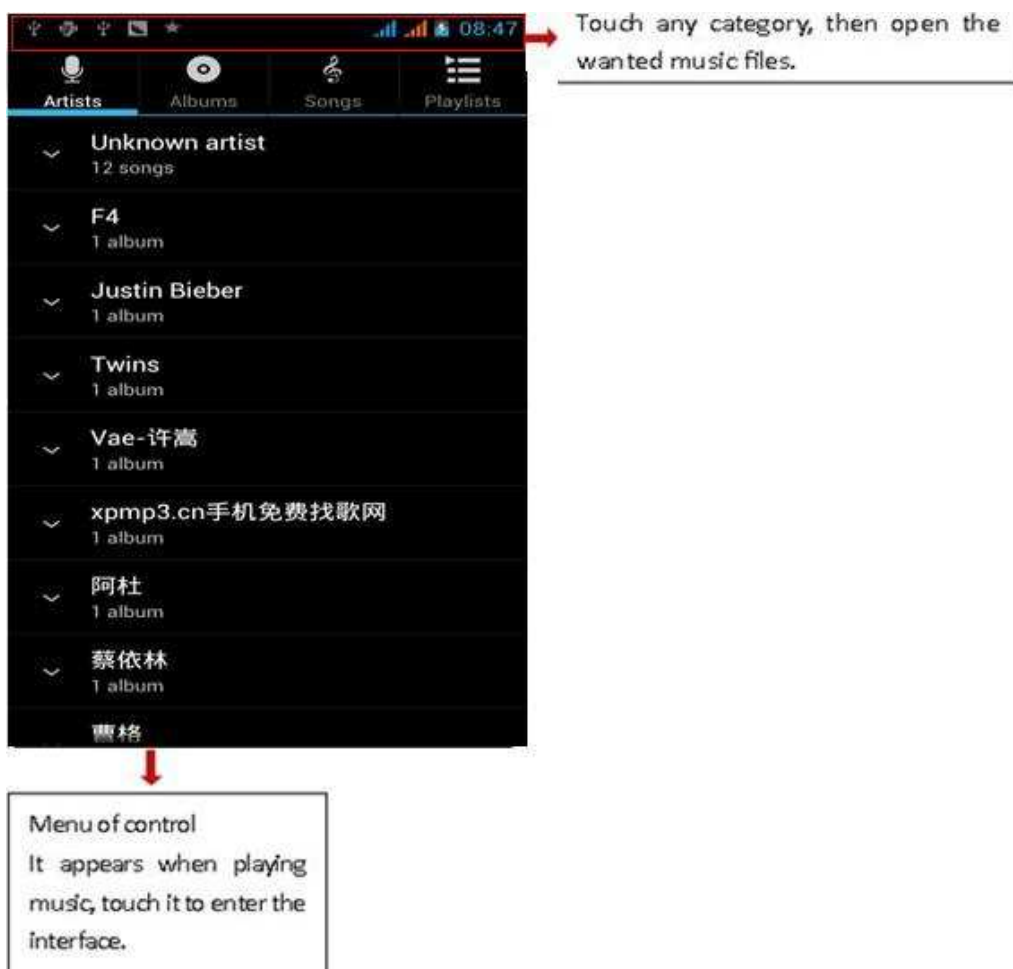 08:47
Touch any category, then open the
wanted music files.
Artists Albums Songs Playlists
Unknown artist
12 songs
F4
1 album
Justin Bieber
1 album
Twins
1 album
Vae-许嵩
1 album
xpmp3.cn手机免费找歌网
1 album
阿杜
1 album
蔡依林
1 album
曹格
Menu of control
It appears when playing
music, touch it to enter the
interface.